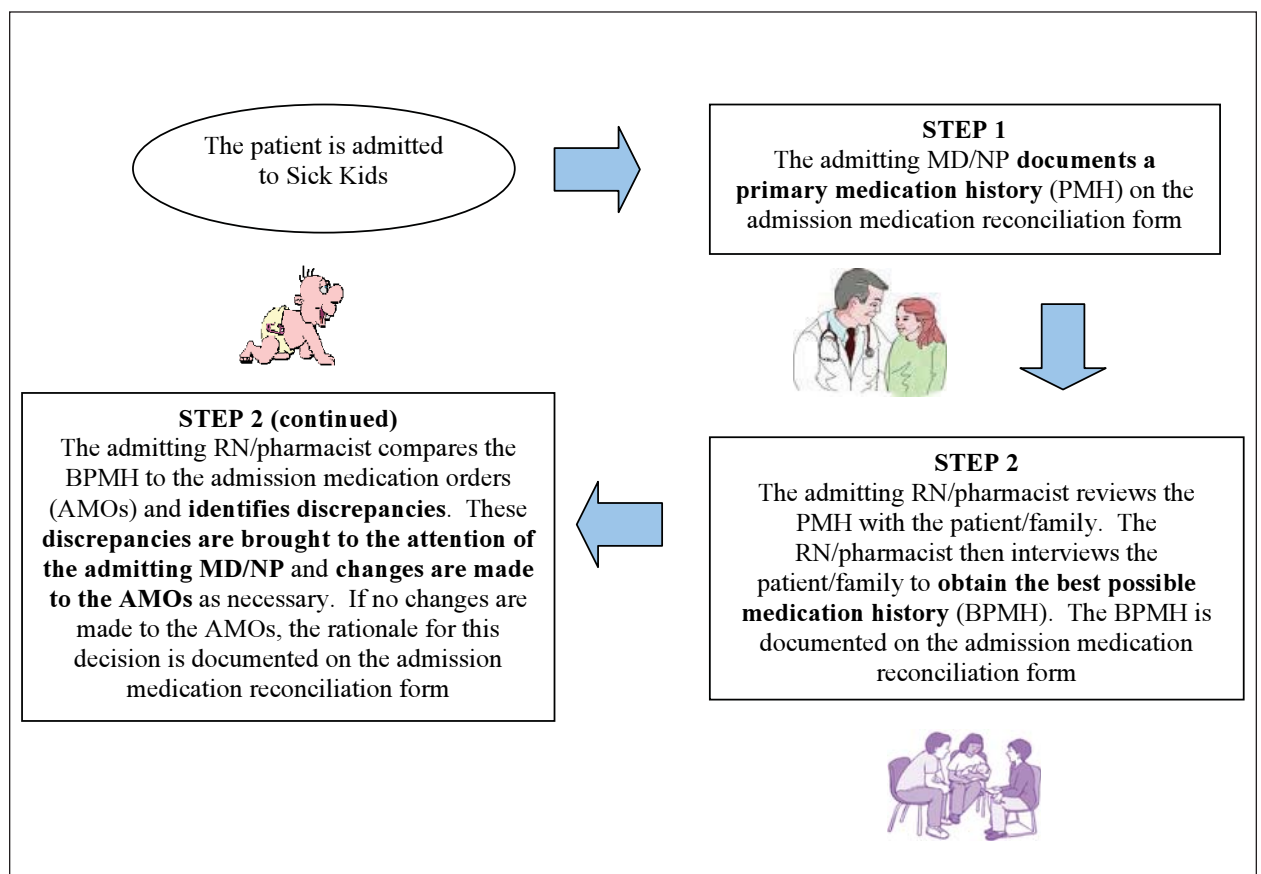 The patient is admitted
to Sick Kids
STEP 1
The admitting MD/NP documents a
primary medication history (PMH) on the
admission medication reconciliation form
STEP 2
The admitting RN/pharmacist reviews the
PMH with the patient/family.  The
RN/pharmacist then interviews the
patient/family to obtain the best possible
medication history (BPMH).  The BPMH is
documented on the admission medication
reconciliation form
STEP 2 (continued)
The admitting RN/pharmacist compares the
BPMH to the admission medication orders
(AMOs) and identifies discrepancies.  These
discrepancies are brought to the attention of
the admitting MD/NP and changes are made
to the AMOs as necessary.  If no changes are
made to the AMOs, the rationale for this
decision is documented on the admission
medication reconciliation form